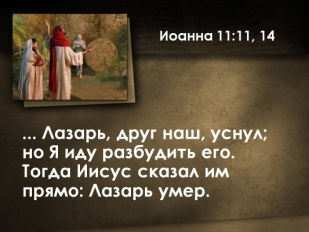 Иоанна 11:11, 14
... Лазарь, друг наш, уснул;
но Я иду разбудить его.
Тогда Иисус сказал им
прямо: Лазарь умер.